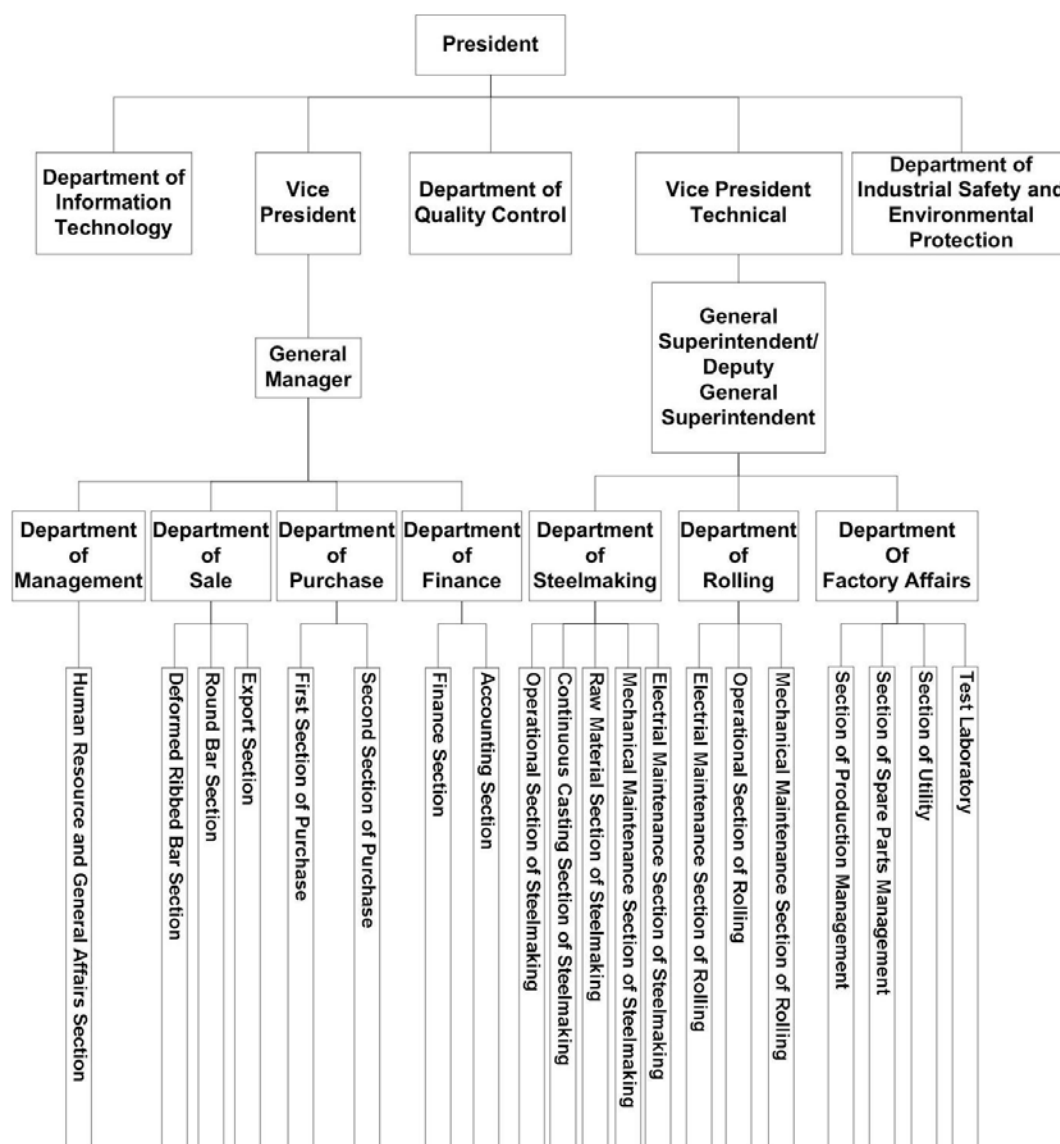 President
Department of
Information
Technology
Vice
President
Department of
Quality Control
Vice President
Technical
Department of
Industrial Safety and
Environmental
Protection
General
Manager
General
Superintendent/
Deputy
General
Superintendent
Department
of
Management
Department
of
Sale
Department
of
Purchase
Department
of
Finance
Department
of
Steelmaking
Department
of
Rolling
Department
Of
Factory Affairs
Human Resource and General Affairs Section
Deformed Ribbed Bar Section
Round Bar Section
Export Section
First Section of Purchase
Second Section of Purchase
Finance Section
Accounting Section
Operational Section of Steelmaking
Continuous Casting Section of Steelmaking
Raw Material Section of Steelmaking
Mechanical Maintenance Section of Steelmaking
Electrial Maintenance Section of Steelmaking
Electrial Maintenance Section of Rolling
Operational Section of Rolling
Mechanical Maintenance Section of Rolling
Section of Production Management
Section of Spare Parts Management
Section of Utility
Test Laboratory